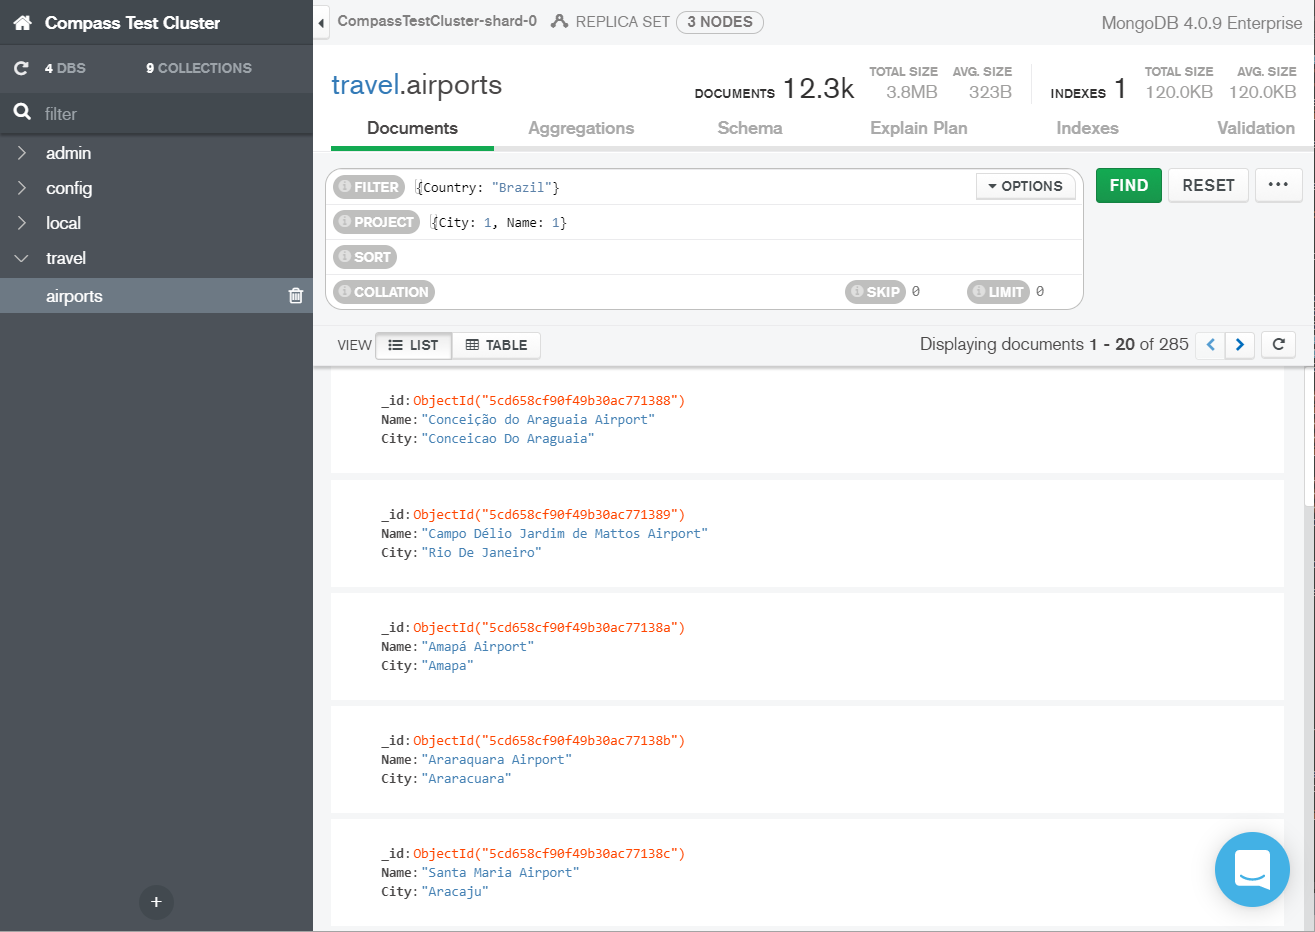 Compass Test Cluster
4 DBS 9 COLLECTIONS
filter
admin
config
local
travel
airports
CompassTestCluster-shard-0 REPLICA SET 3 NODES MongoDB 4.0.9 Enterprise
travel.airports
DOCUMENTS 12.3k TOTAL SIZE 3.8MB AVG. SIZE 323B INDEXES 1 TOTAL SIZE 120.0KB AVG. SIZE 120.0KB
Documents Aggregations Schema Explain Plan Indexes Validation
FILTER {Country: "Brazil"} OPTIONS FIND RESET ...
PROJECT {City: 1, Name: 1}
SORT
COLLATION SKIP 0 LIMIT 0
VIEW LIST TABLE Displaying documents 1 - 20 of 285
_id:ObjectId("5cd658cf90f49b30ac771388")
Name:"Conceição do Araguaia Airport"
City:"Conceicao Do Araguaia"
_id:ObjectId("5cd658cf90f49b30ac771389")
Name:"Campo Délio Jardim de Mattos Airport"
City:"Rio De Janeiro"
_id:ObjectId("5cd658cf90f49b30ac77138a")
Name:"Amapá Airport"
City:"Amapa"
_id:ObjectId("5cd658cf90f49b30ac77138b")
Name:"Araraquara Airport"
City:"Araracuara"
_id:ObjectId("5cd658cf90f49b30ac77138c")
Name:"Santa Maria Airport"
City:"Aracaju"